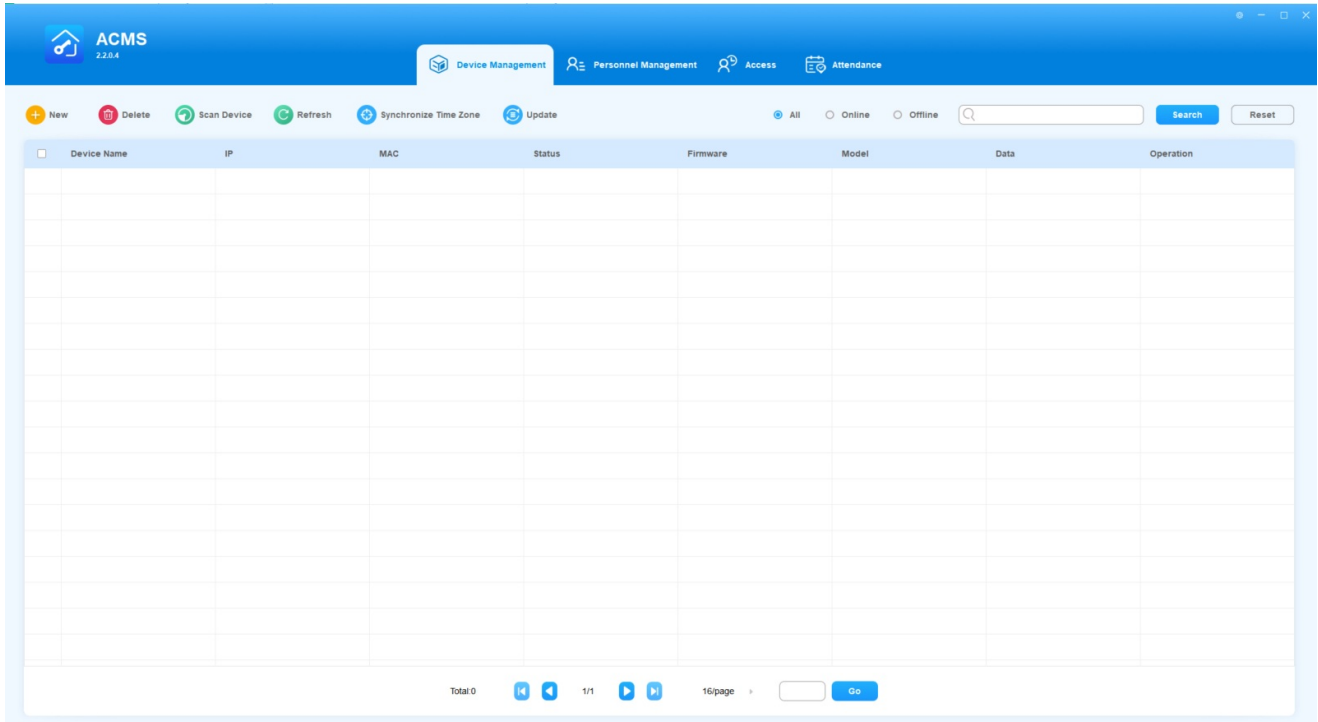 ACMS
2.2.0.4
Device Management Personnel Management Access Attendance
New Delete Scan Device Refresh Synchronize Time Zone Update All Online Offline Search Reset
Device Name IP MAC Status Firmware Model Data Operation
Total:0 1/1 16/page Go